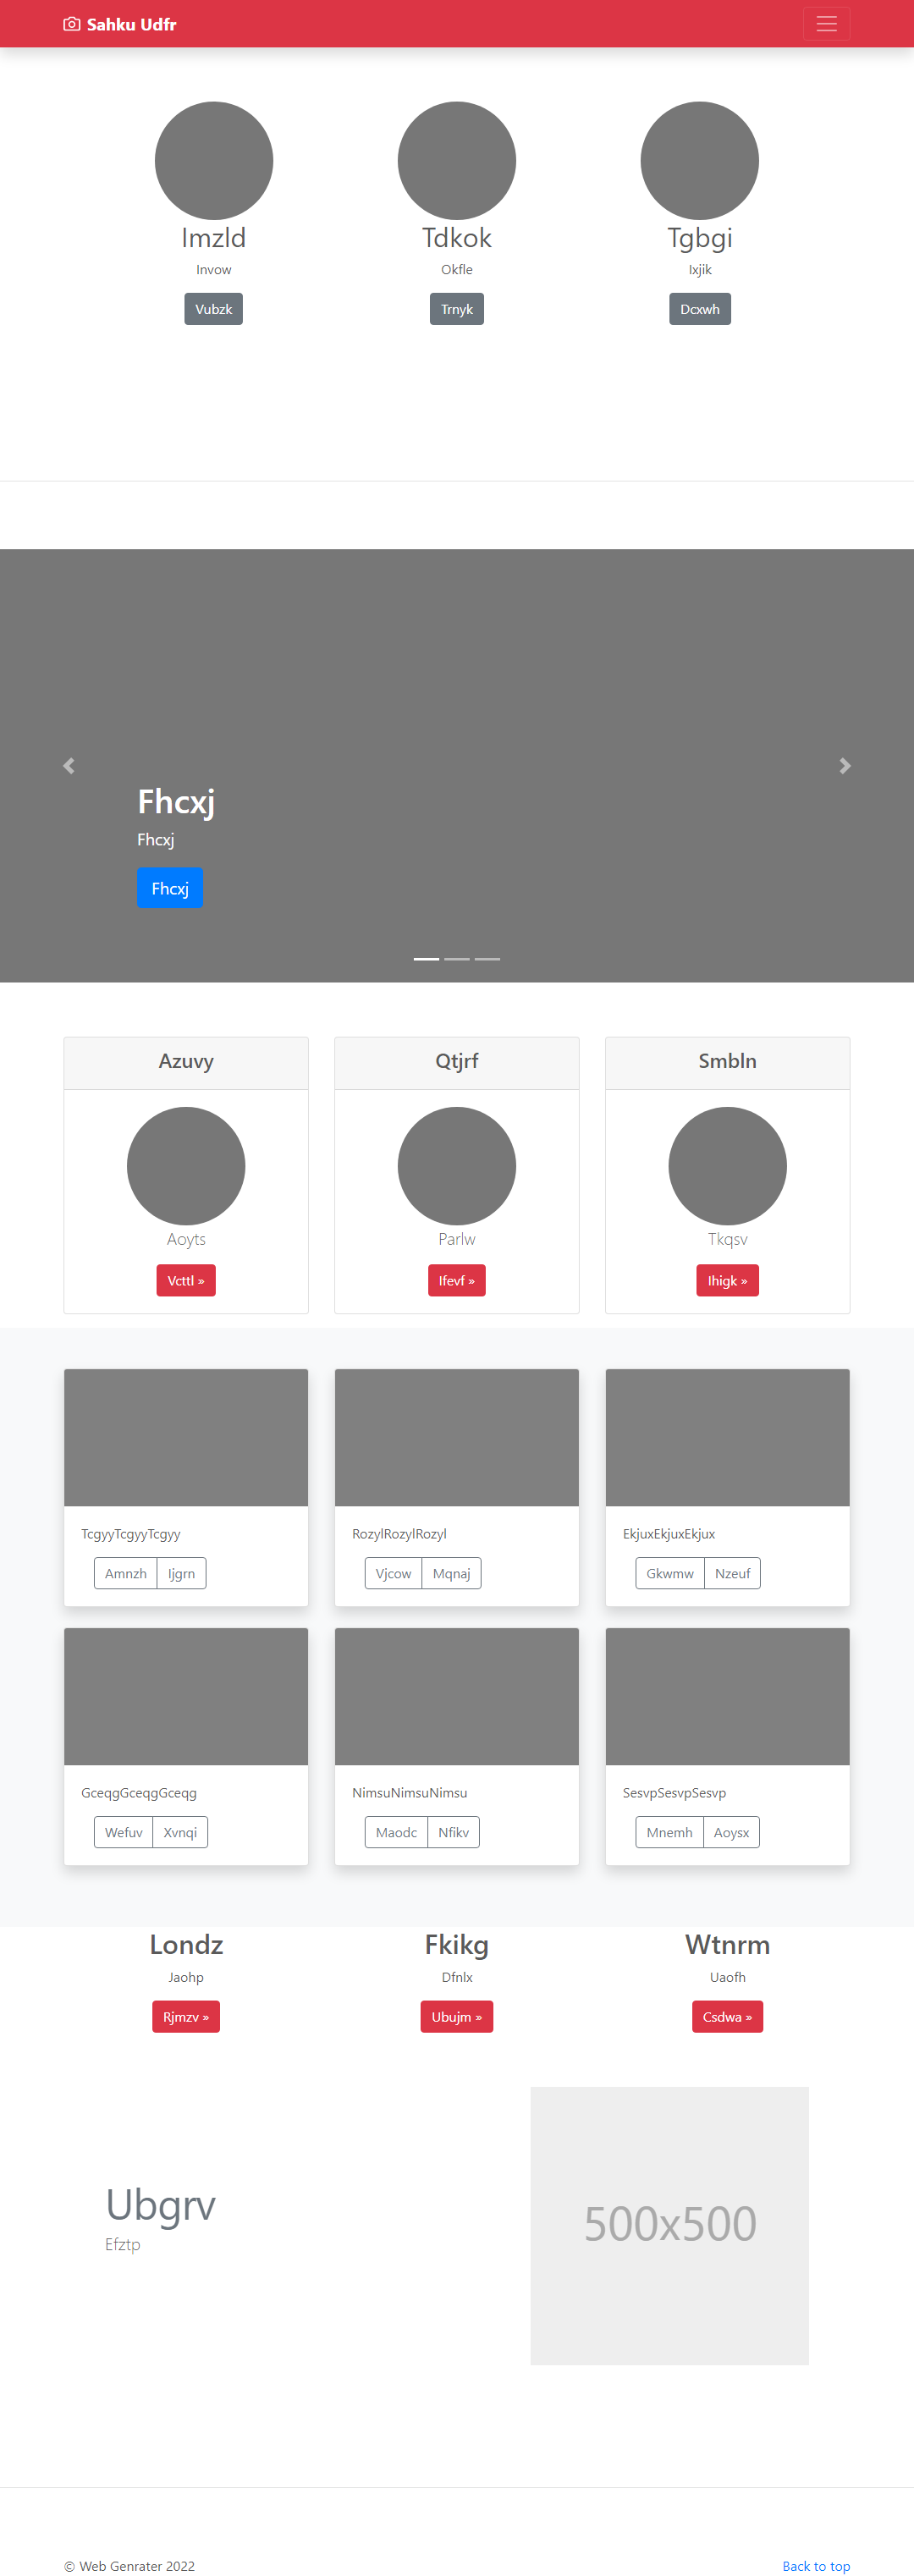 Sahku Udfr
Imzld Tdkok Tgbgi
Invow Okfle Ixjik
Vubzk Trnyk Dcxwh
Fhcxj
Fhcxj
Fhcxj
Azuvy Qtjrf Smbln
Aoyts Parlw Tkqsv
Vcttl » Ifevf » Ihigk »
TcgyyTcgyyTcgyy RozylRozylRozyl EkjuxEkjuxEkjux
Amnzh Ijgrn Vjcow Mqnaj Gkwmw Nzeuf
GceqgGceqgGceqg NimsuNimsuNimsu SesvpSesvpSesvp
Wefuv Xvnqi Maodc Nfikv Mnemh Aoysx
Londz Fkikg Wtnrm
Jaohp Dfnlx Uaofh
Rjmzv » Ubujm » Csdwa »
Ubgrv
Efztp
500x500
© Web Genrater 2022 Back to top